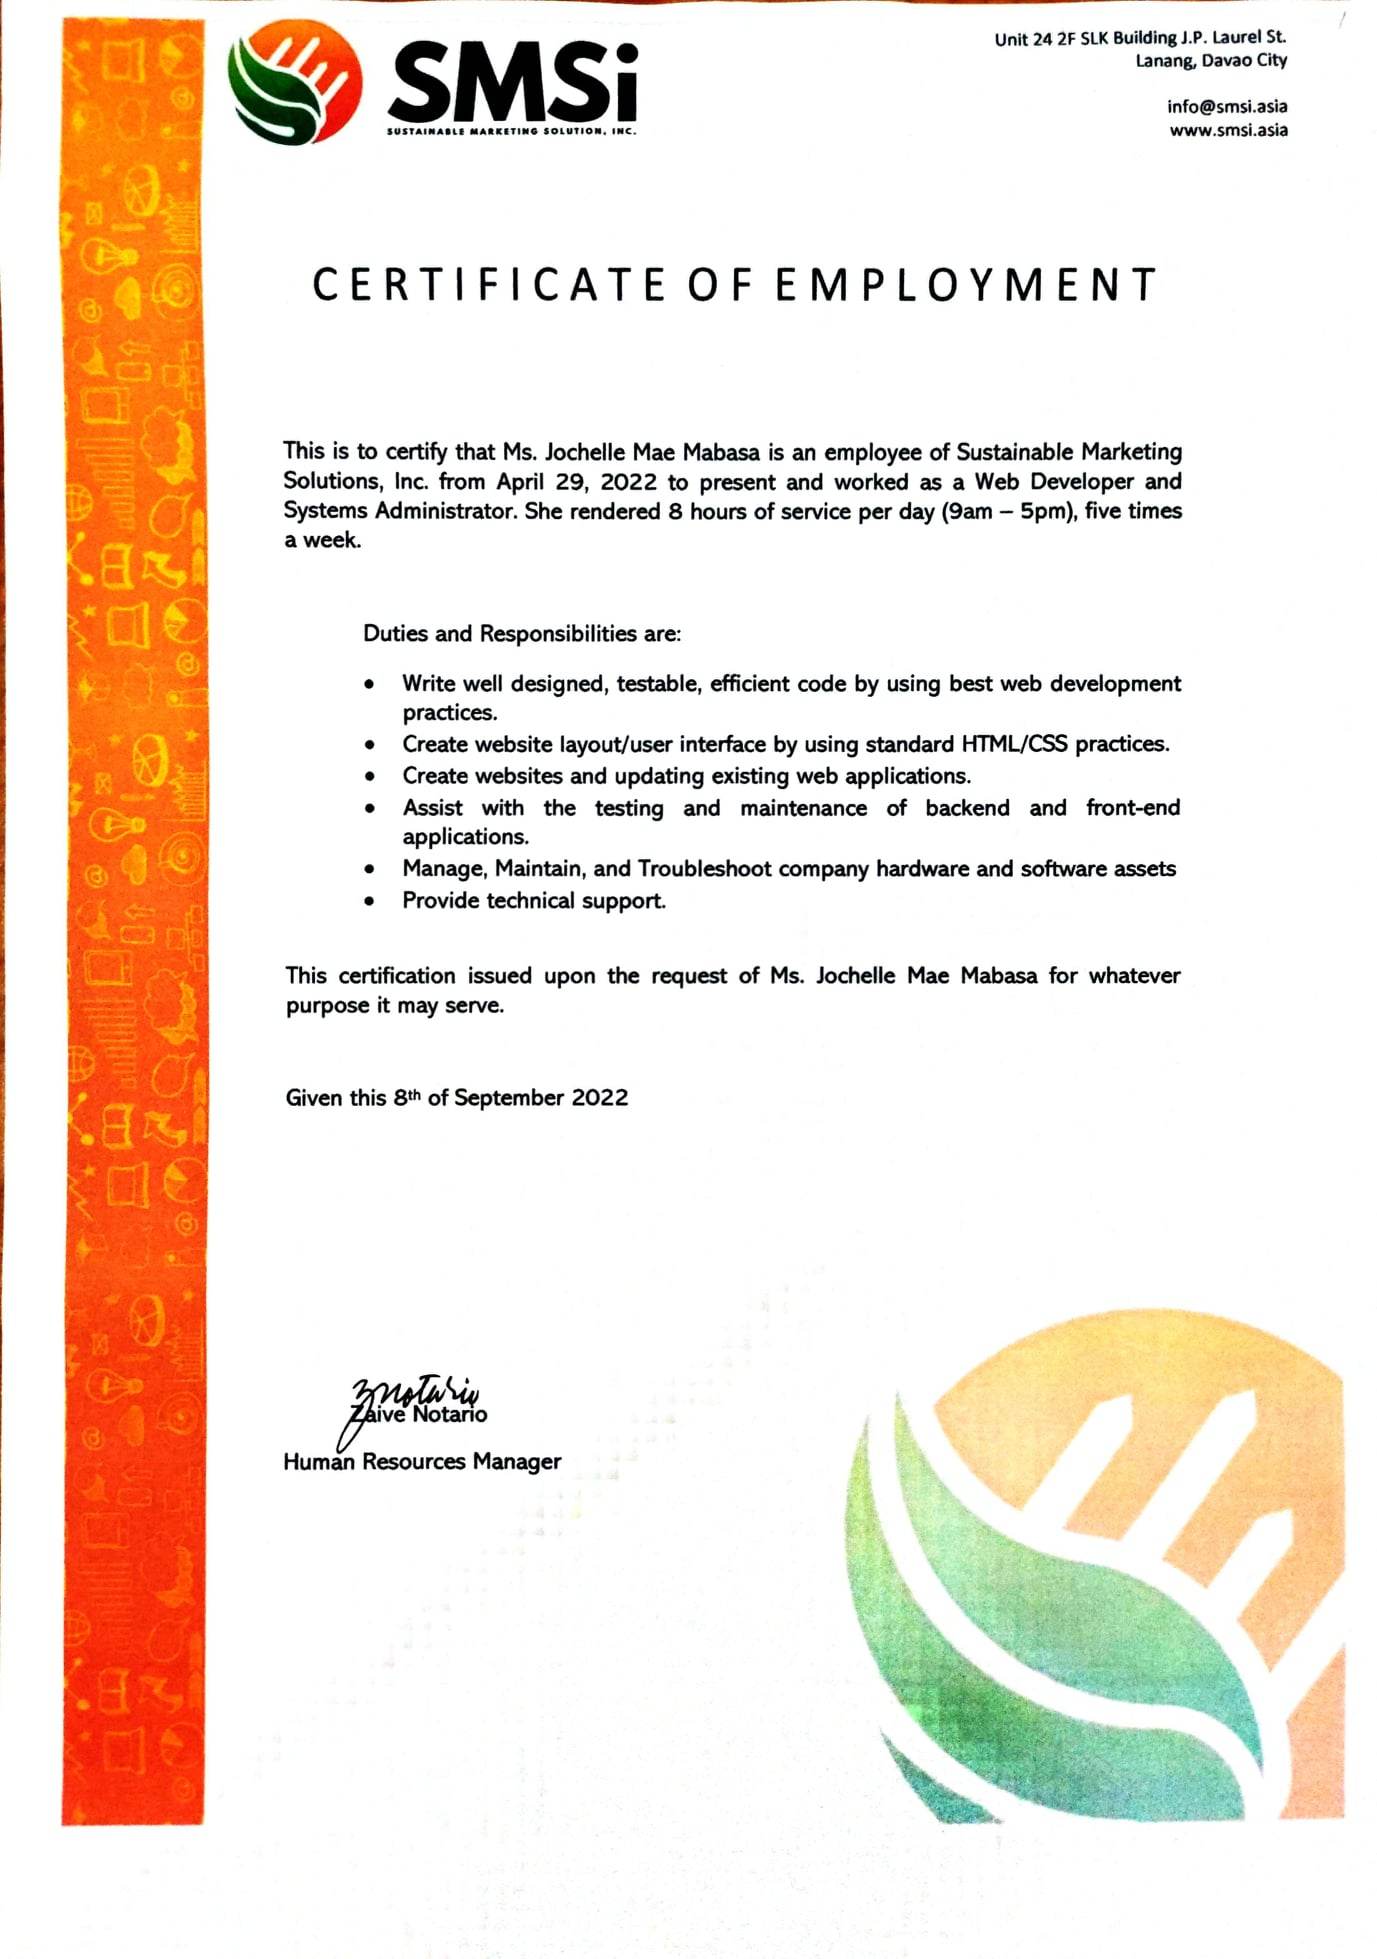 SMSi
SUSTAINABLE MARKETING SOLUTION, INC.
Unit 24 2F SLK Building J.P. Laurel St.
Lanang, Davao City
info@smsi.asia
www.smsi.asia
CERTIFICATE OF EMPLOYMENT
This is to certify that Ms. Jochelle Mae Mabasa is an employee of Sustainable Marketing
Solutions, Inc. from April 29, 2022 to present and worked as a Web Developer and
Systems Administrator. She rendered 8 hours of service per day (9am – 5pm), five times
a week.
Duties and Responsibilities are:
• Write well designed, testable, efficient code by using best web development
practices.
• Create website layout/user interface by using standard HTML/CSS practices.
• Create websites and updating existing web applications.
• Assist with the testing and maintenance of backend and front-end
applications.
• Manage, Maintain, and Troubleshoot company hardware and software assets
• Provide technical support.
This certification issued upon the request of Ms. Jochelle Mae Mabasa for whatever
purpose it may serve.
Given this 8th of September 2022
znotario
Zaive Notario
Human Resources Manager